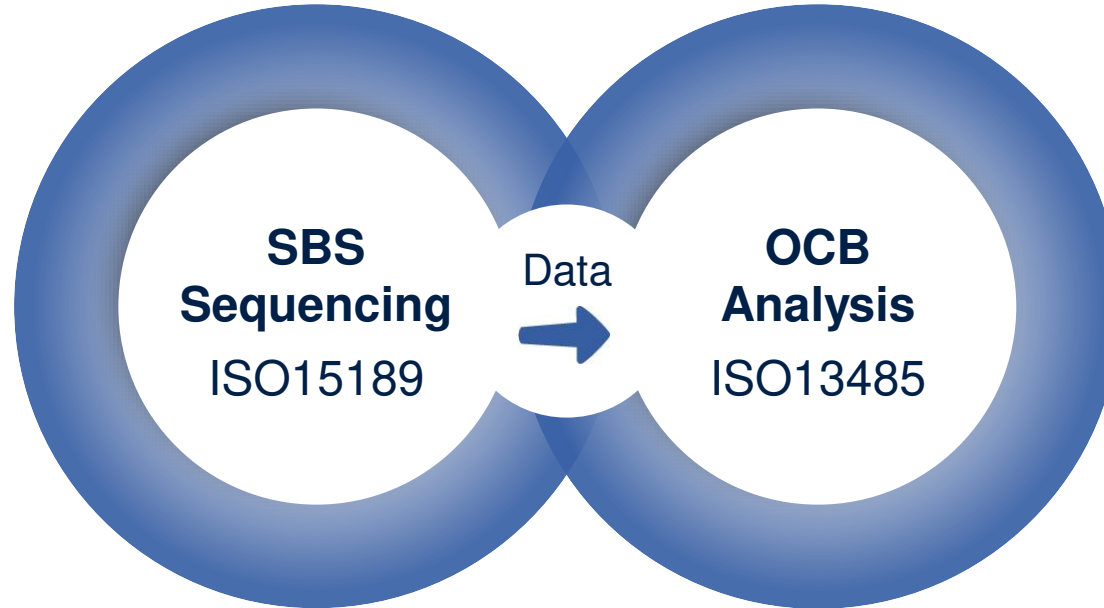 SBS
Sequencing
ISO15189
Data
OCB
Analysis
ISO13485